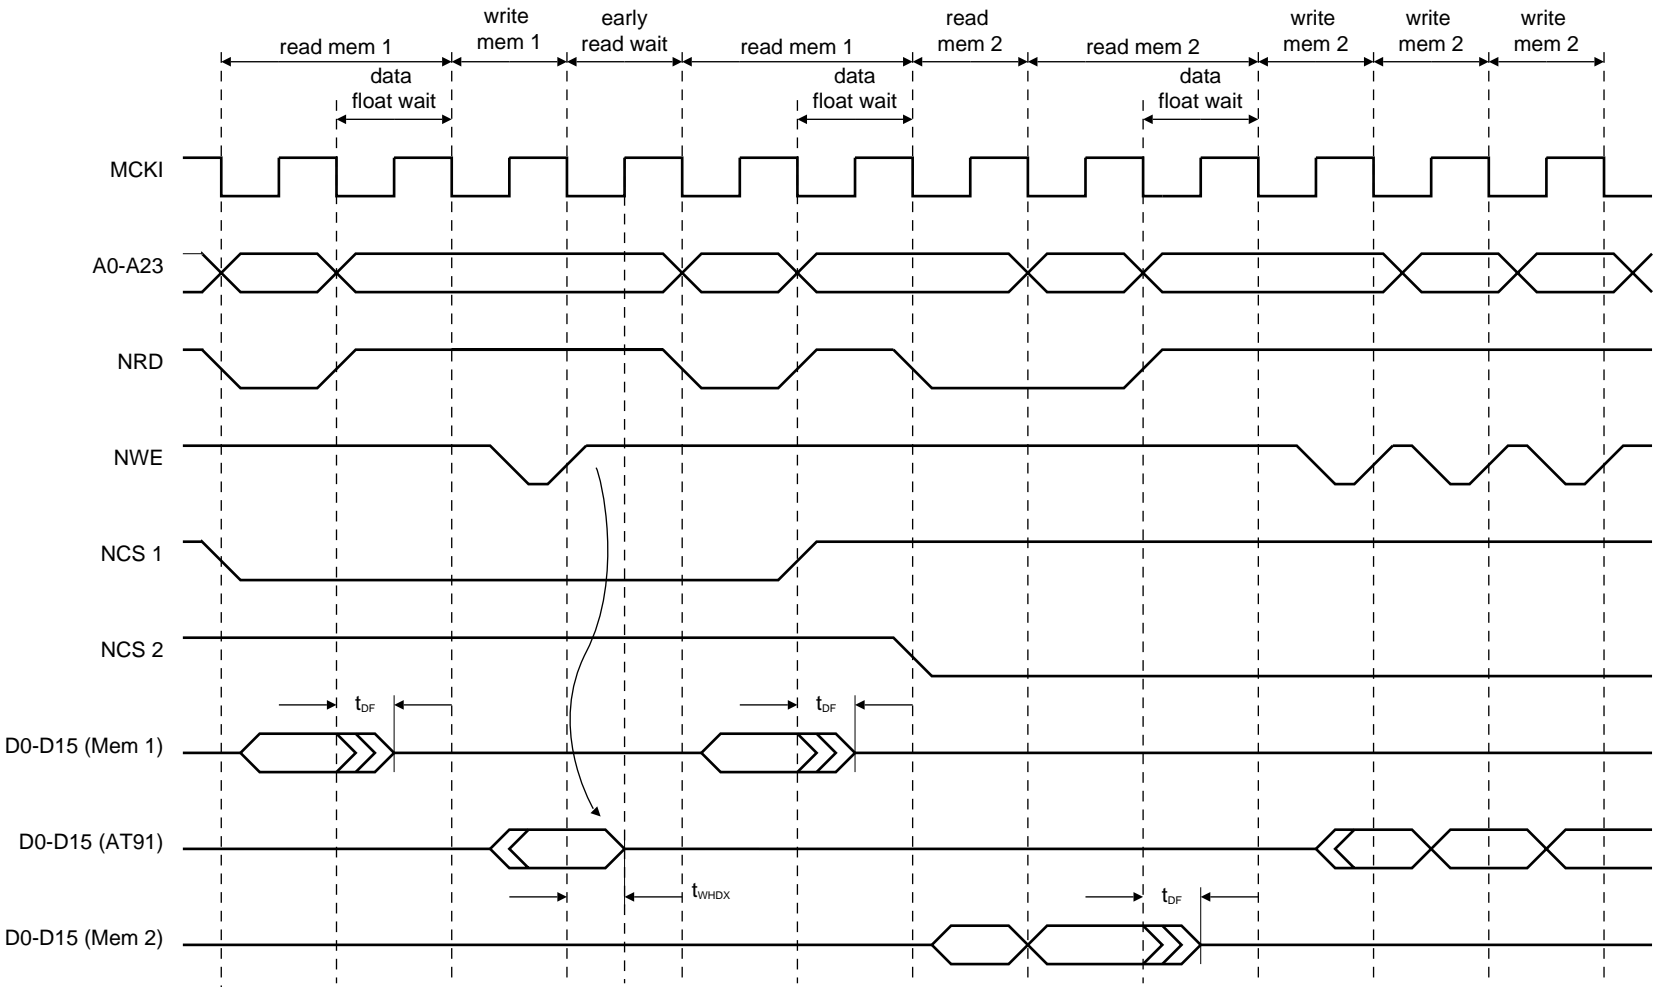 write
mem 1
early
read wait
read
mem 2
write
mem 2
write
mem 2
write
mem 2
read mem 1
read mem 1
read mem 2
data
float wait
data
float wait
data
float wait
MCKI
A0-A23
NRD
NWE
NCS 1
NCS 2
tDF
tDF
D0-D15 (Mem 1)
D0-D15 (AT91)
tWHDX
tDF
D0-D15 (Mem 2)